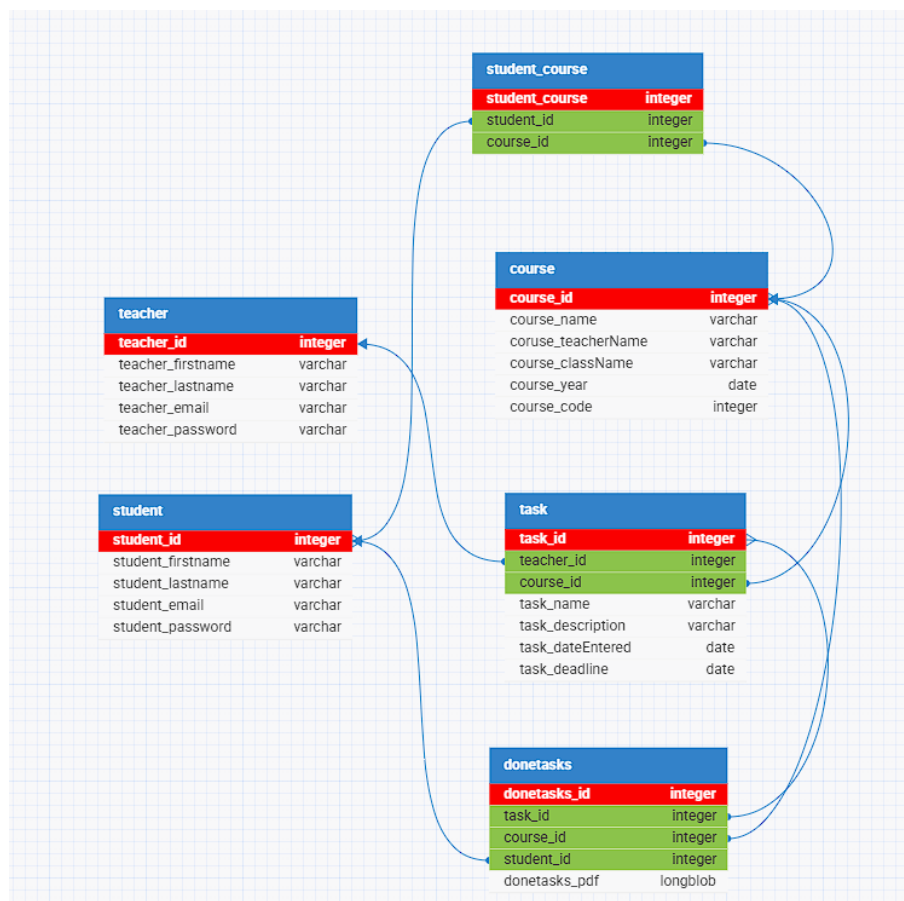 student_course
student_course integer
student_id integer
course_id integer
course
course_id integer
course_name varchar
coruse_teacherName varchar
course_className varchar
course_year date
course_code integer
teacher
teacher_id integer
teacher_firstname varchar
teacher_lastname varchar
teacher_email varchar
teacher_password varchar
student
student_id integer
student_firstname varchar
student_lastname varchar
student_email varchar
student_password varchar
task
task_id integer
teacher_id integer
course_id integer
task_name varchar
task_description varchar
task_dateEntered date
task_deadline date
donetasks
donetasks_id integer
task_id integer
course_id integer
student_id integer
donetasks_pdf longblob